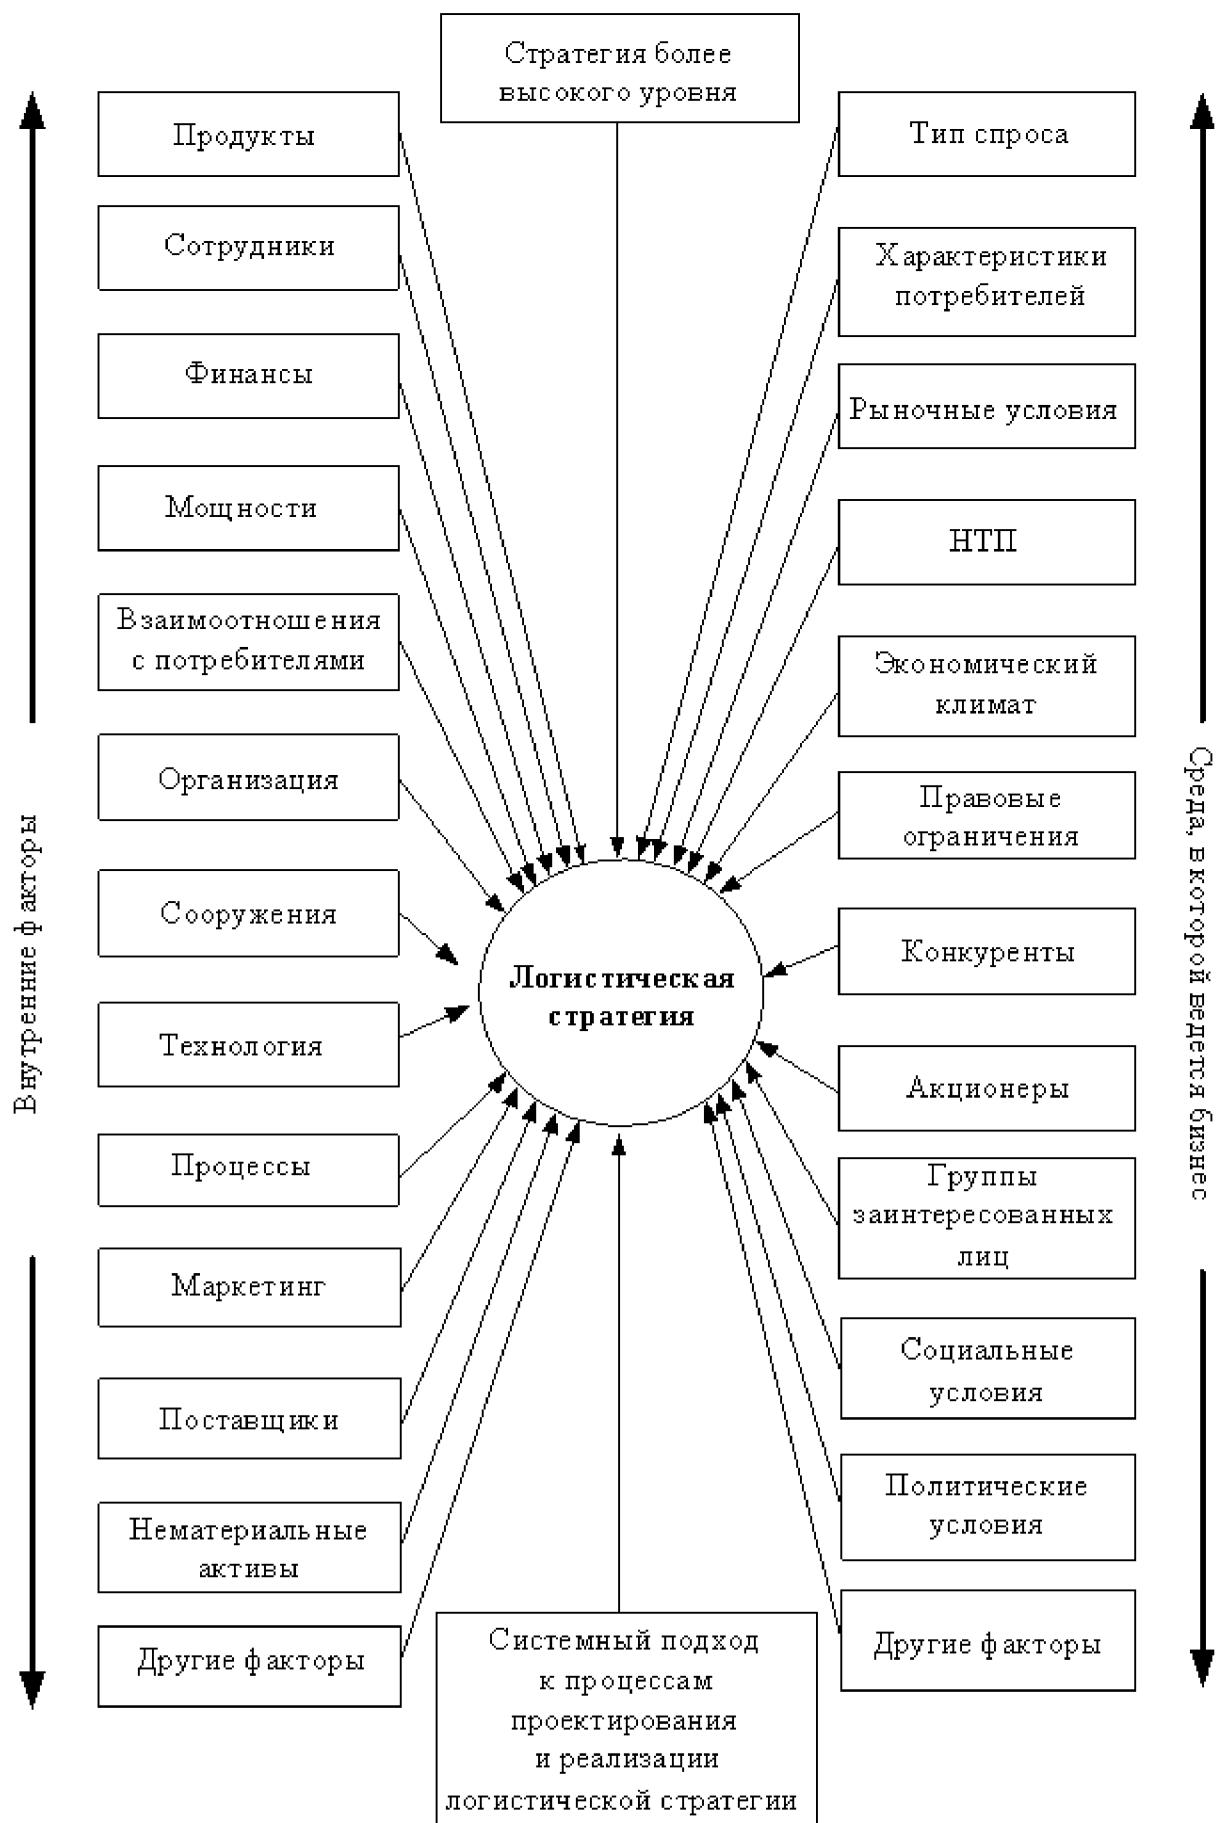 Стратегия более
высокого уровня
Продукты
Сотрудники
Финансы
Мощности
Взаимоотношения
с потребителями
Организация
Сооружения
Технология
Процессы
Маркетинг
Поставщики
Нематериальные
активы
Другие факторы
Внутренние факторы
Логистическая
стратегия
Тип спроса
Характеристики
потребителей
Рыночные условия
НТП
Экономический
климат
Правовые
ограничения
Конкуренты
Акционеры
Группы
заинтересованных
лиц
Социальные
условия
Политические
условия
Другие факторы
Среда, в которой ведется бизнес
Системный подход
к процессам
проектирования
и реализации
логистической стратегии